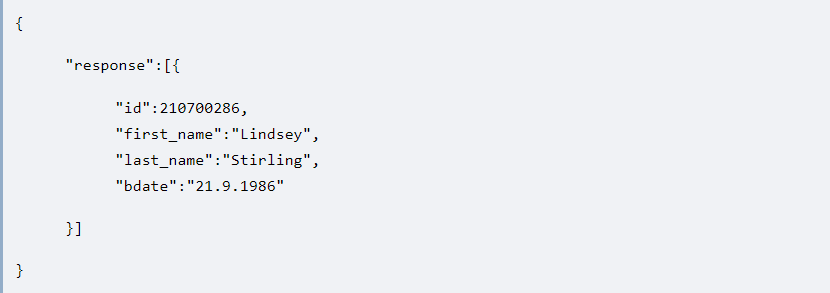 {
"response":[{
"id":210700286,
"first_name":"Lindsey",
"last_name":"Stirling",
"bdate":"21.9.1986"
}]
}